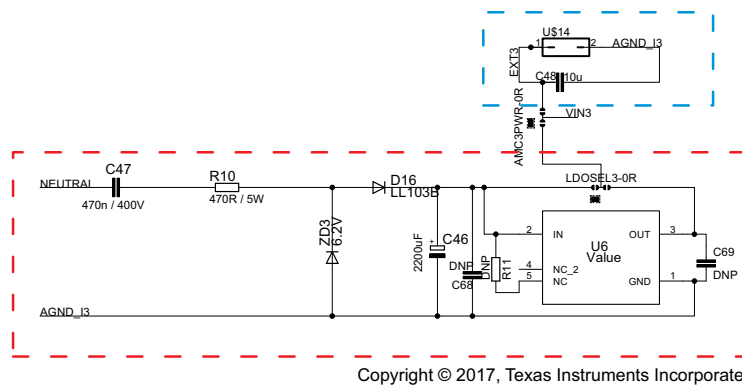 U$14
1
2
AGND_I3
EXT3
C48
10u
AMC3PWR-0R
VIN3
C47
470n / 400V
NEUTRAL
R10
470R / 5W
D16
LL103B
LDOSEL3-0R
ZD3
6.2V
2200uF
+
C46
DNP
C68
DNP
R11
2
IN
OUT
3
U6
Value
4
NC_2
5
NC
GND
1
C69
DNP
AGND_I3
Copyright © 2017, Texas Instruments Incorporate